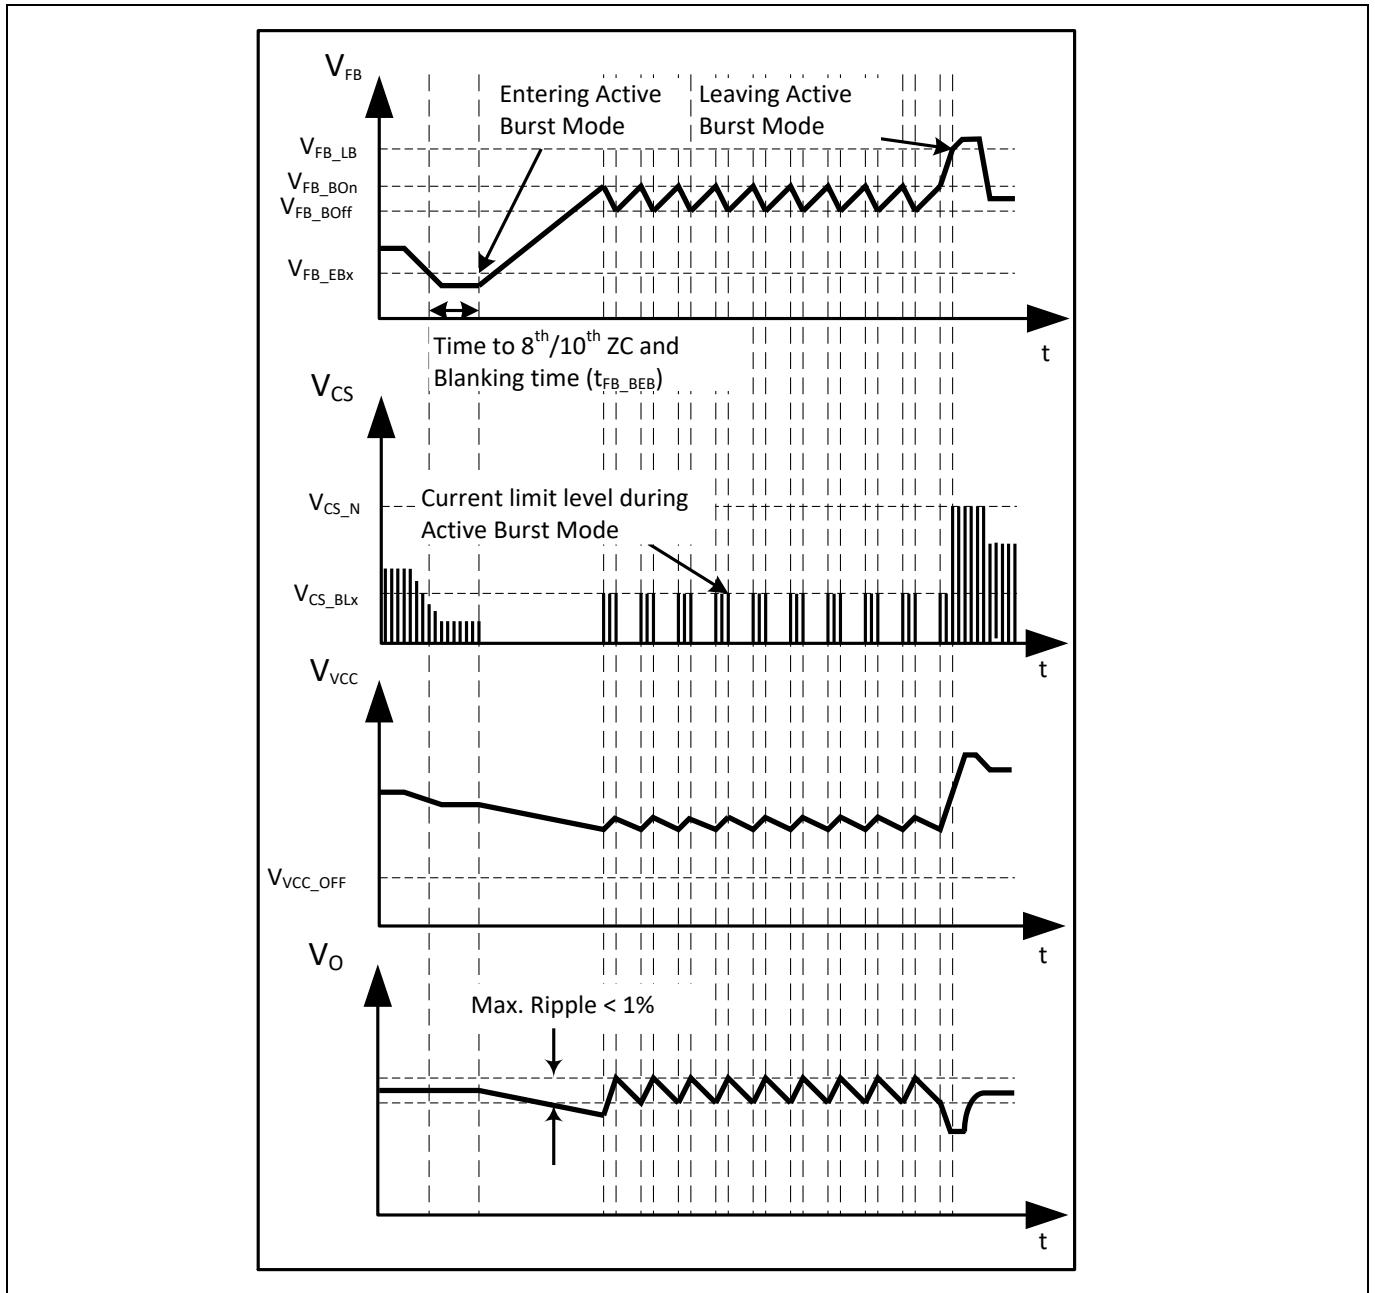 V_FB
Entering Active
Burst Mode
Leaving Active
Burst Mode
V_FB_LB
V_FB_BOn
V_FB_BOff
V_FB_EBx
t
Time to 8th/10th ZC and
Blanking time (t_FB_BEB)
V_CS
V_CS_N
Current limit level during
Active Burst Mode
V_CS_BLx
t
V_VCC
V_VCC_OFF
t
V_O
Max. Ripple < 1%
t